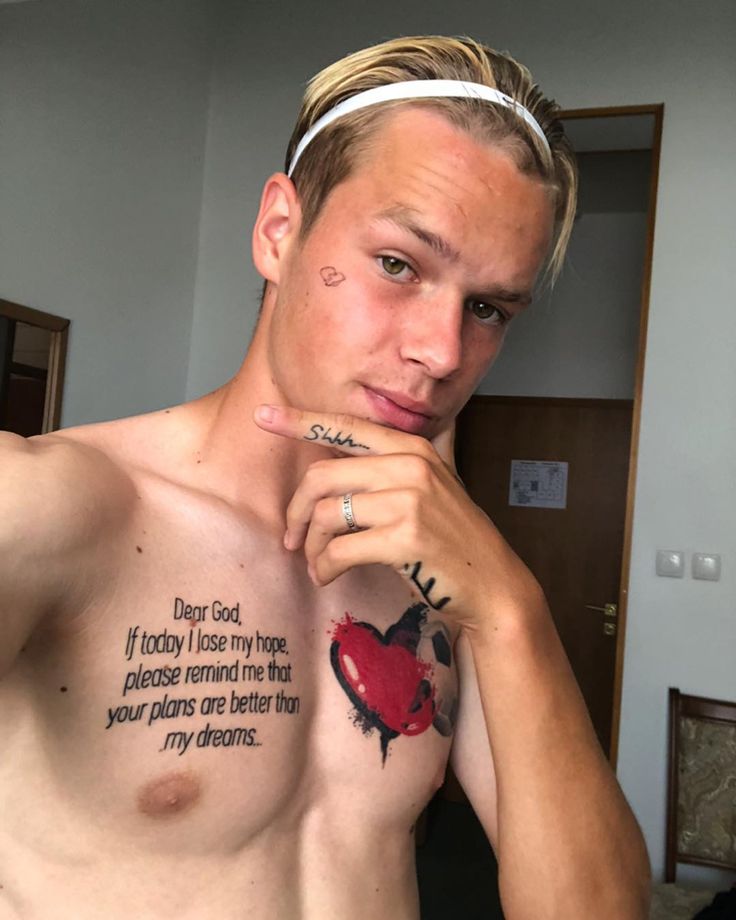 Shhh...
Dear God,
If today I lose my hope,
please remind me that
your plans are better than
my dreams...